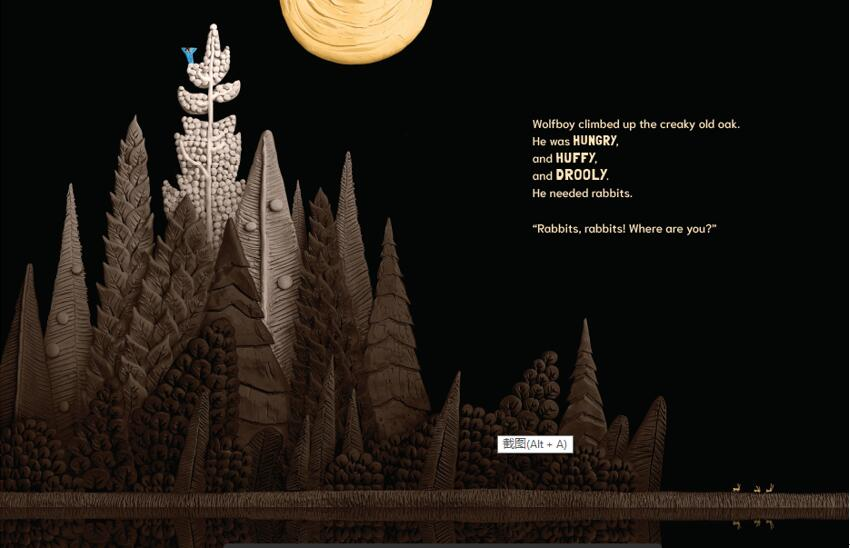 Wolfboy climbed up the creaky old oak.
He was HUNGRY,
and HUFFY,
and DROOLY.
He needed rabbits.
“Rabbits, rabbits! Where are you?”
截图(Alt + A)